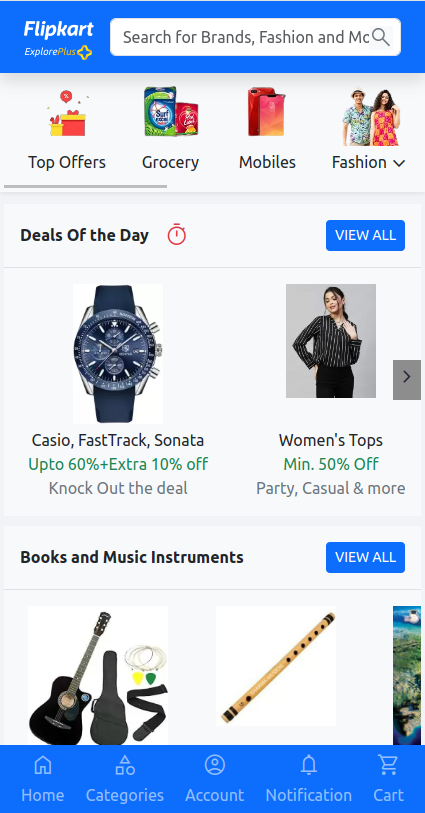 Flipkart
ExplorePlus
Search for Brands, Fashion and Mo
Top Offers
Grocery
Mobiles
Fashion
Deals Of the Day
VIEW ALL
Casio, FastTrack, Sonata
Upto 60%+Extra 10% off
Knock Out the deal
Women's Tops
Min. 50% Off
Party, Casual & more
Books and Music Instruments
VIEW ALL
Home
Categories
Account
Notification
Cart